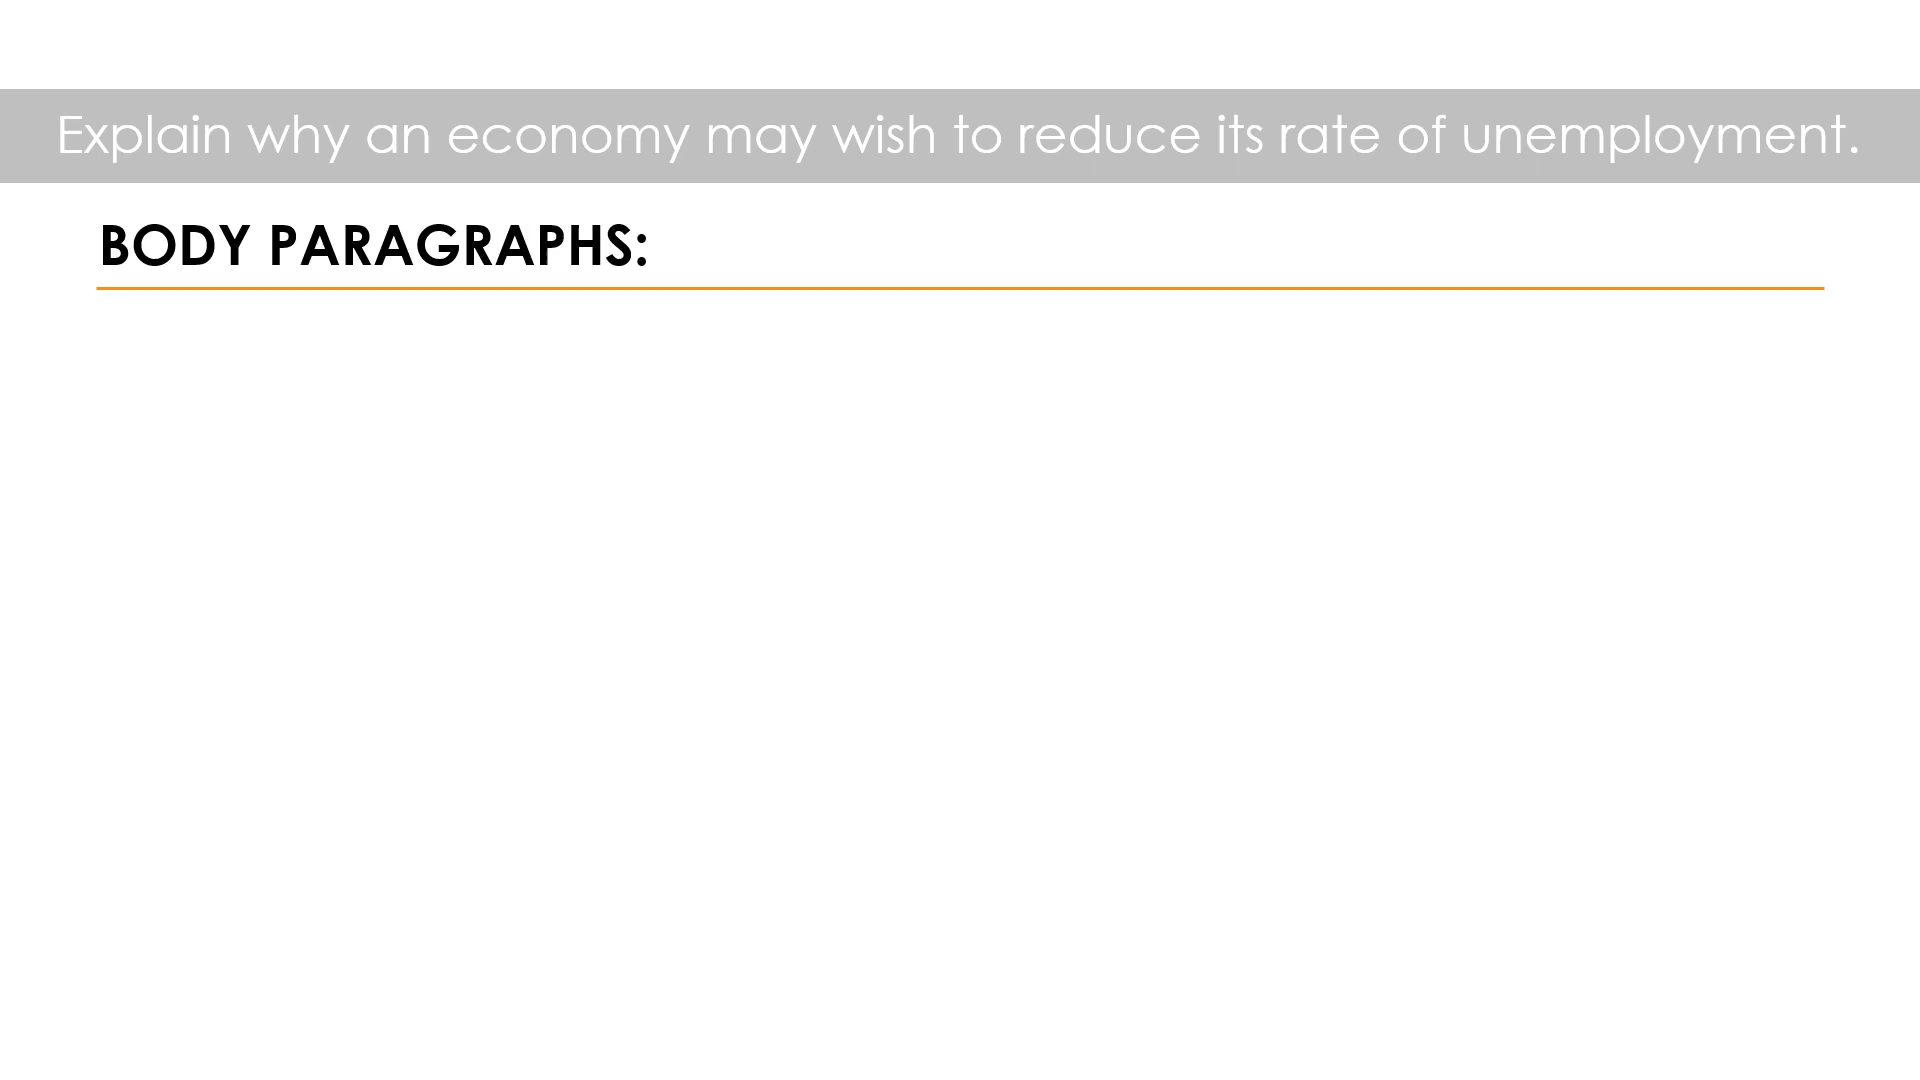 Explain why an economy may wish to reduce its rate of unemployment.
BODY PARAGRAPHS: